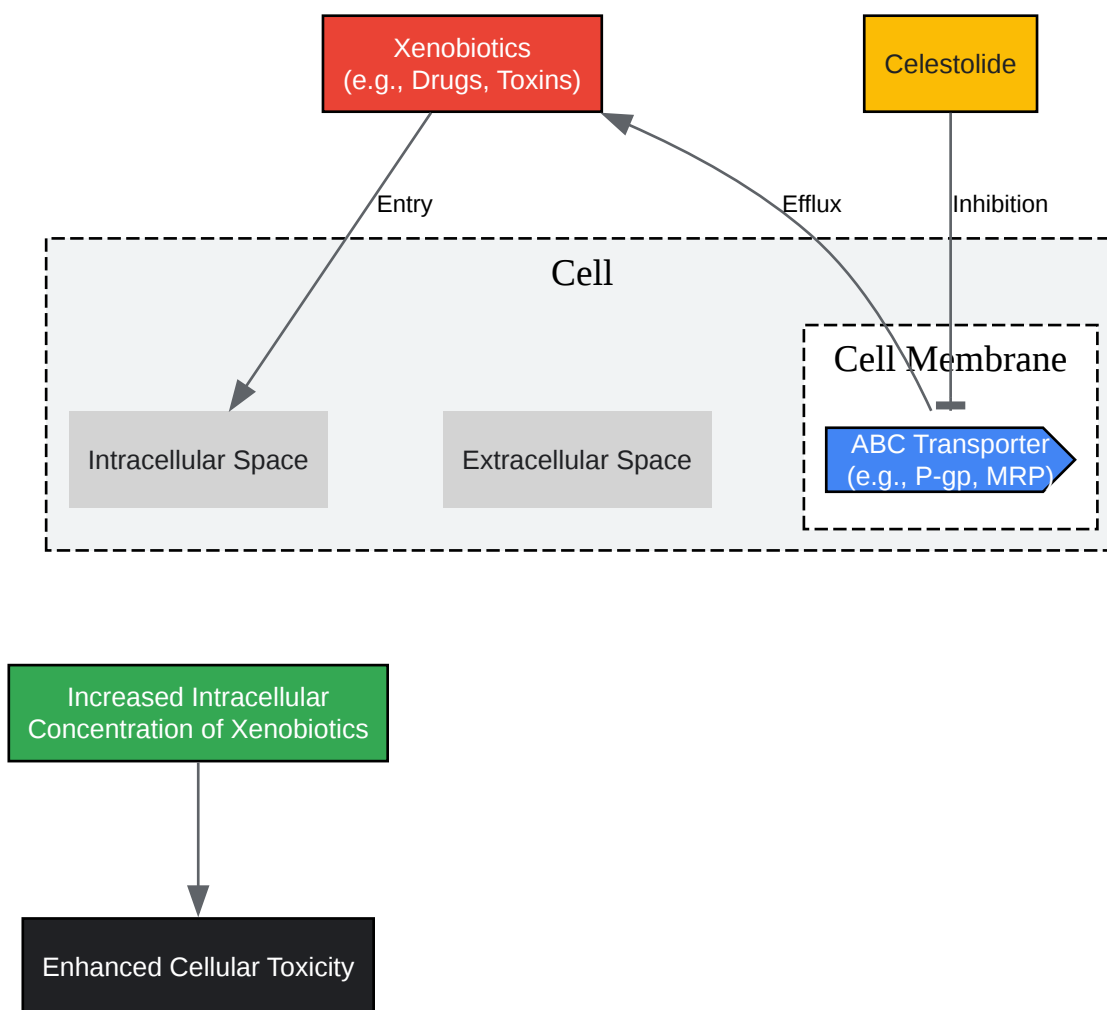 Xenobiotics
(e.g., Drugs, Toxins)
Celestolide
Entry
Efflux
Inhibition
Cell
Cell Membrane
Intracellular Space
Extracellular Space
ABC Transporter
(e.g., P-gp, MRP)
Increased Intracellular
Concentration of Xenobiotics
Enhanced Cellular Toxicity